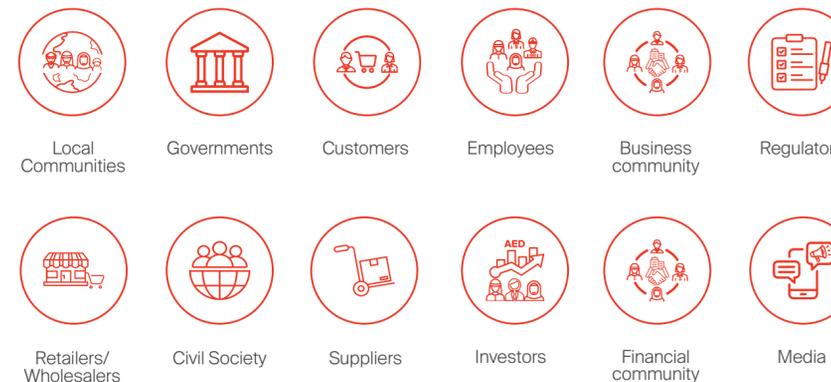 Local
Communities
Governments
Customers
Employees
Business
community
AED
Retailers/
Wholesalers
Civil Society
Suppliers
Investors
Financial
community
Media